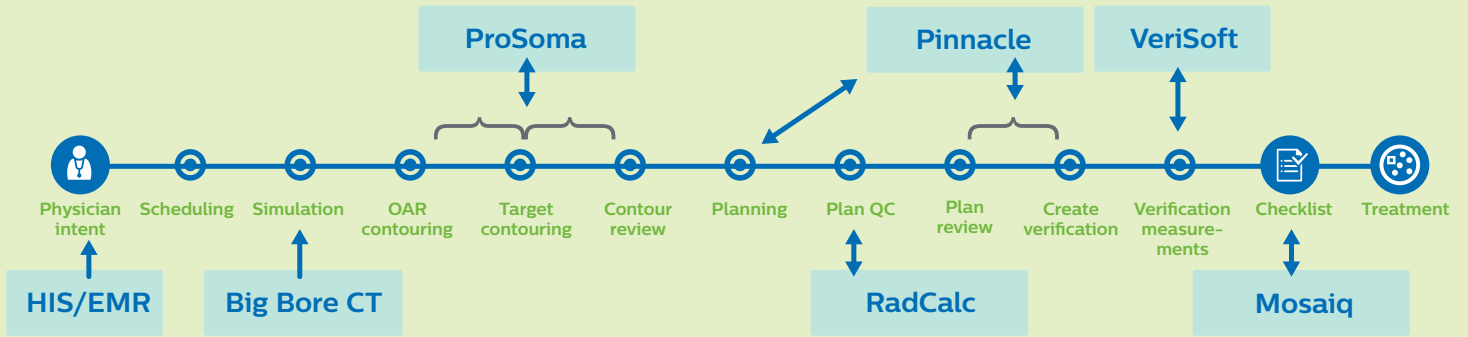 ProSoma
Pinnacle
VeriSoft
Physician
intent
Scheduling
Simulation
OAR
contouring
Target
contouring
Contour
review
Planning
Plan QC
Plan
review
Create
verification
Verification
measure-
ments
Checklist
Treatment
HIS/EMR
Big Bore CT
RadCalc
Mosaiq